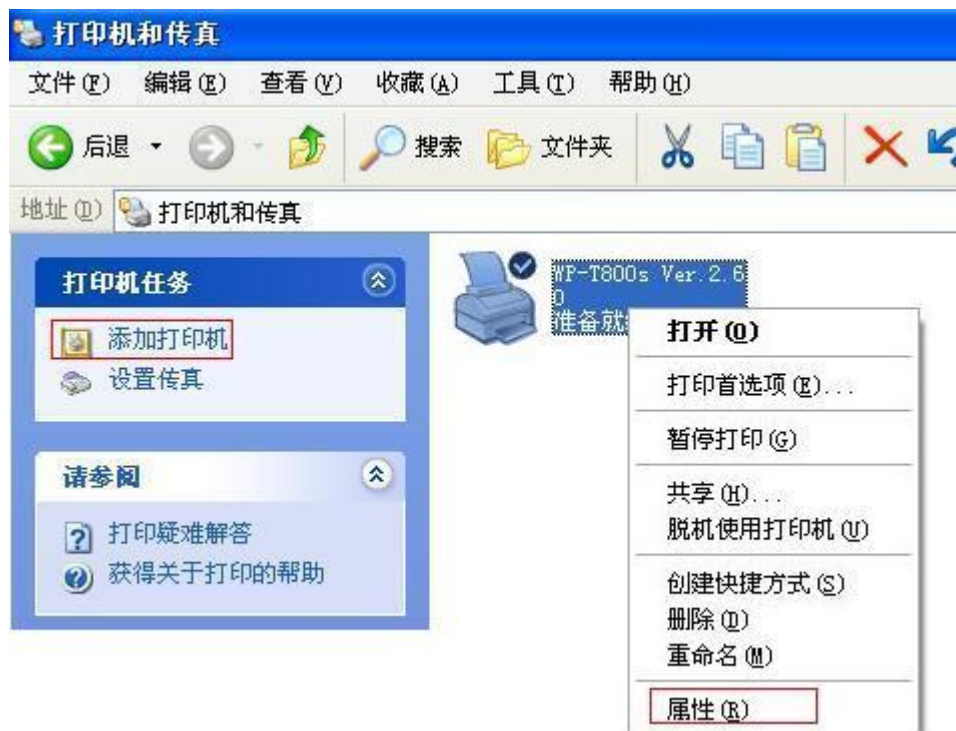 打印机和传真
文件(F) 编辑(E) 查看(V) 收藏(A) 工具(T) 帮助(H)
后退 搜索 文件夹
地址(D) 打印机和传真
打印机任务
添加打印机
设置传真
请参阅
打印疑难解答
获得关于打印的帮助
WP-T800s Ver.2.6
0
准备就
打开(O)
打印首选项(E)...
暂停打印(G)
共享(H)...
脱机使用打印机(U)
创建快捷方式(S)
删除(D)
重命名(M)
属性(R)